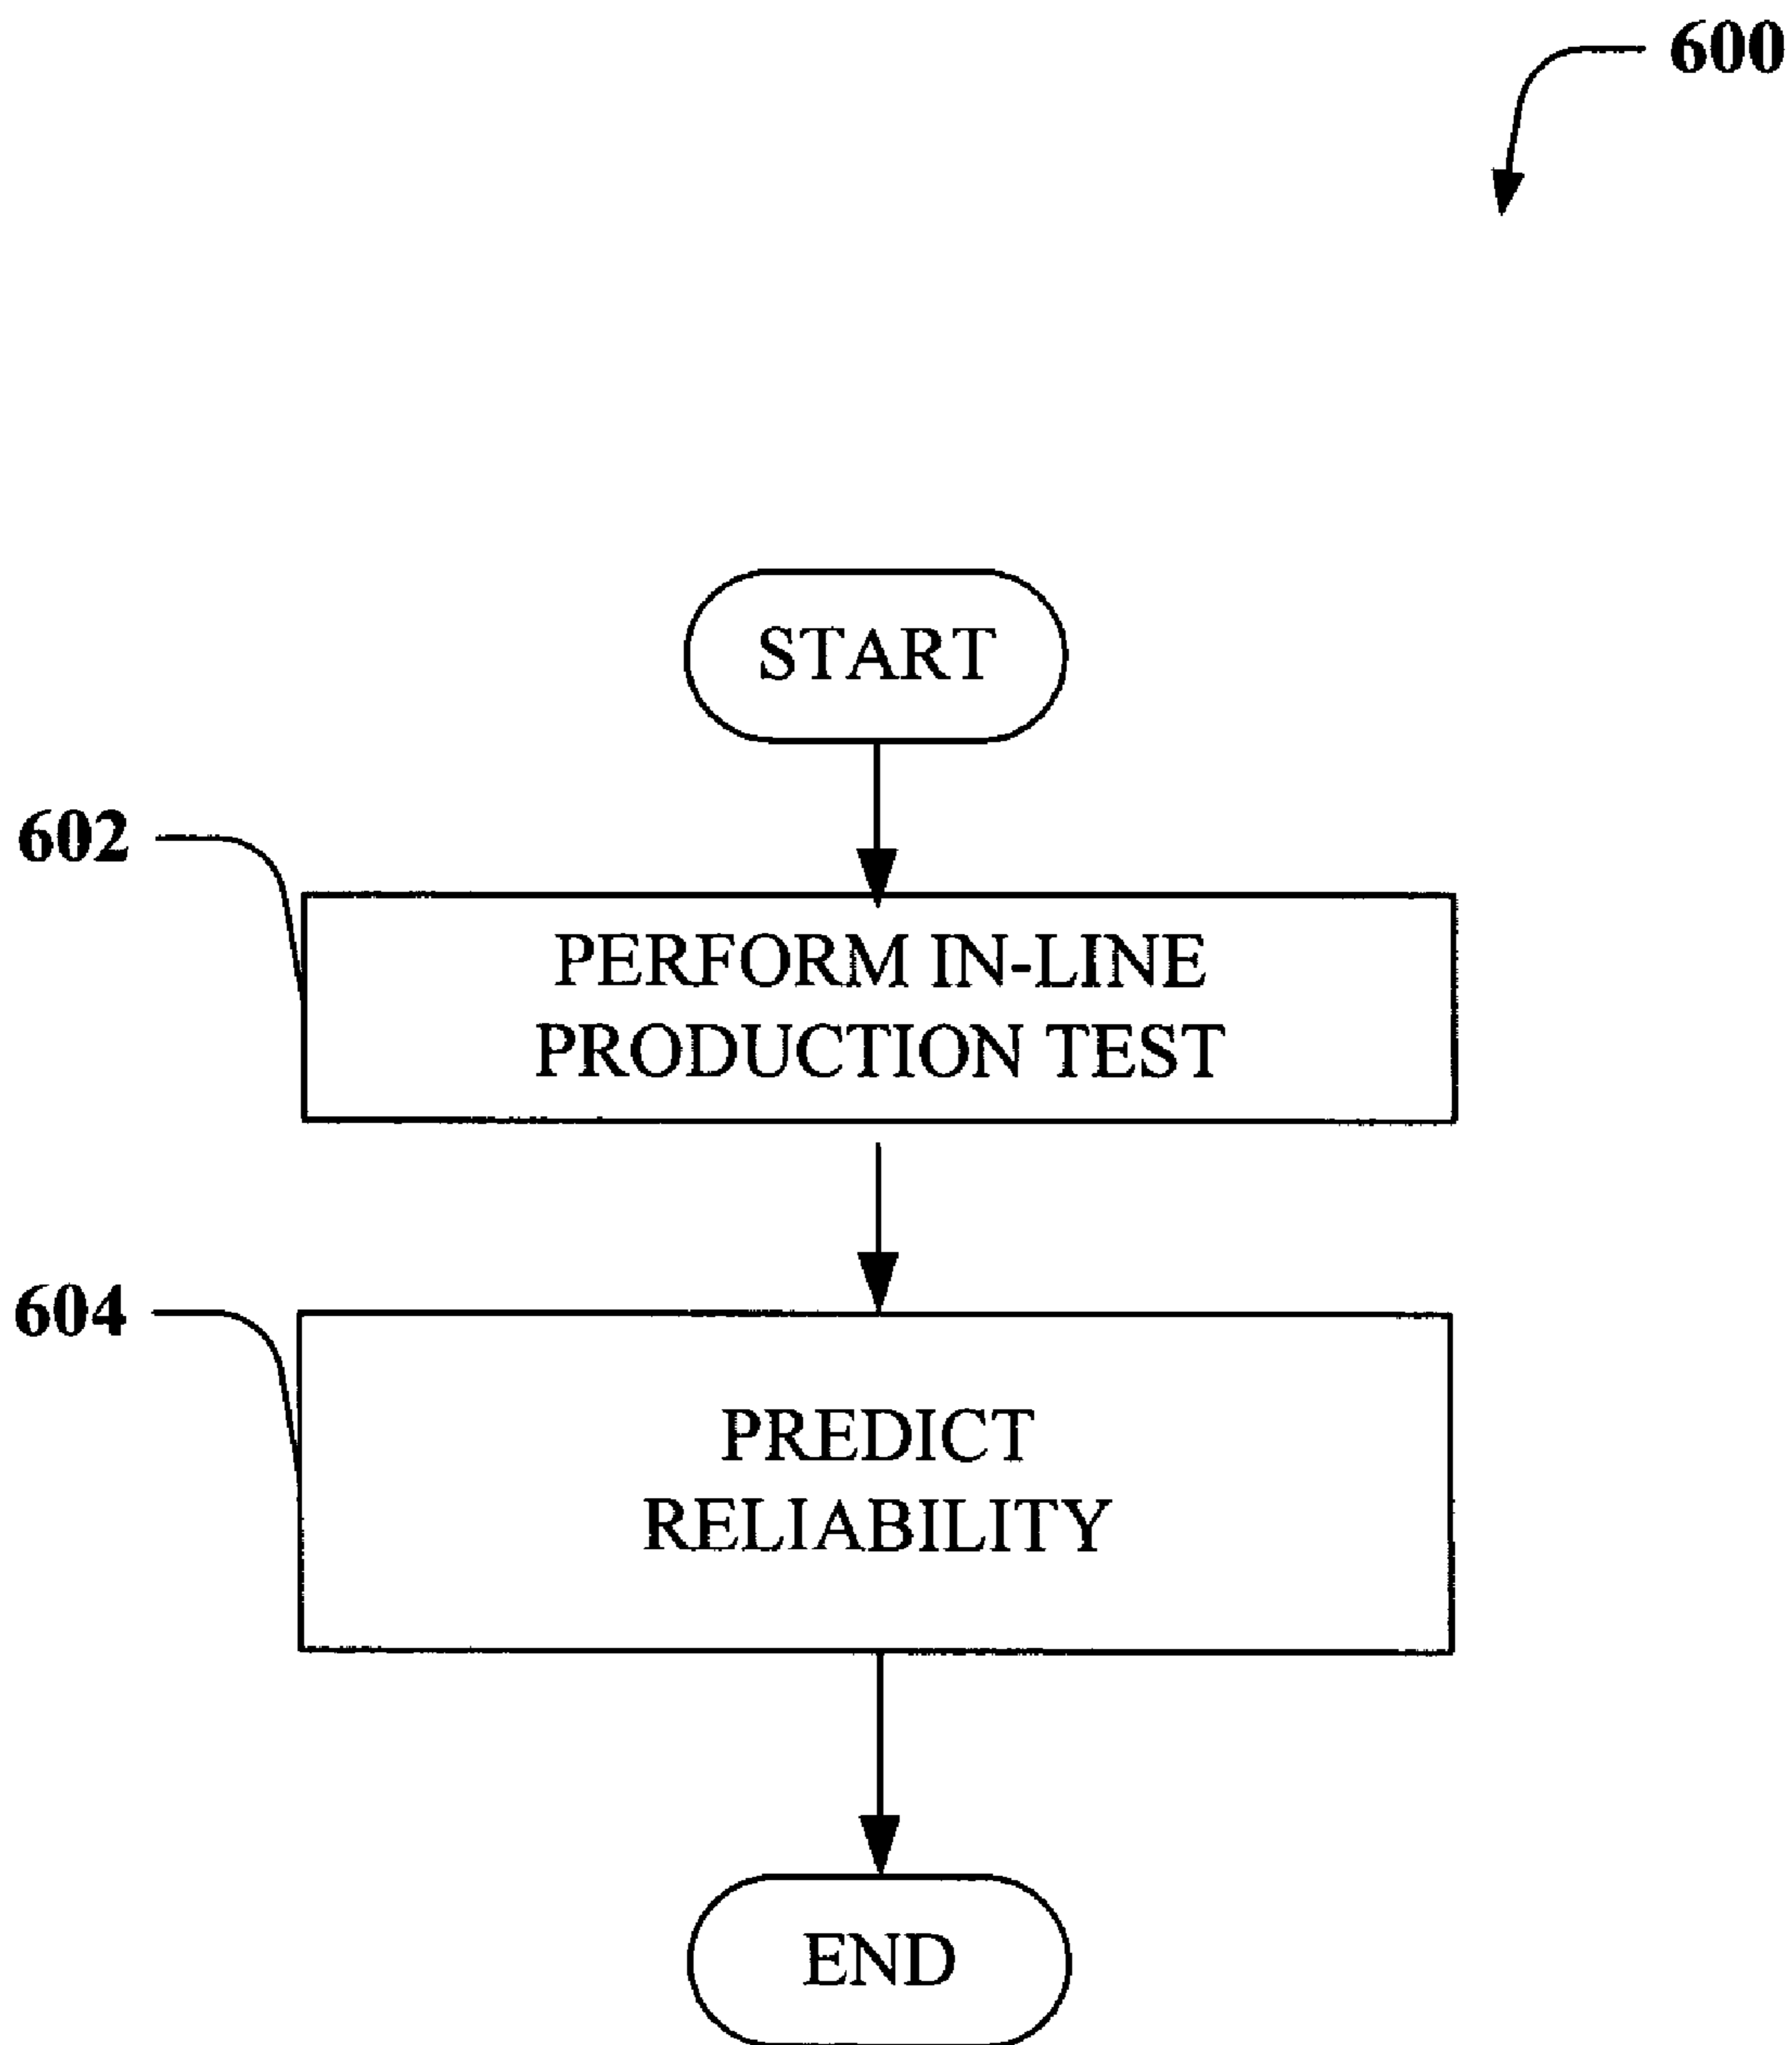 600
START
602
PERFORM IN-LINE
PRODUCTION TEST
604
PREDICT
RELIABILITY
END